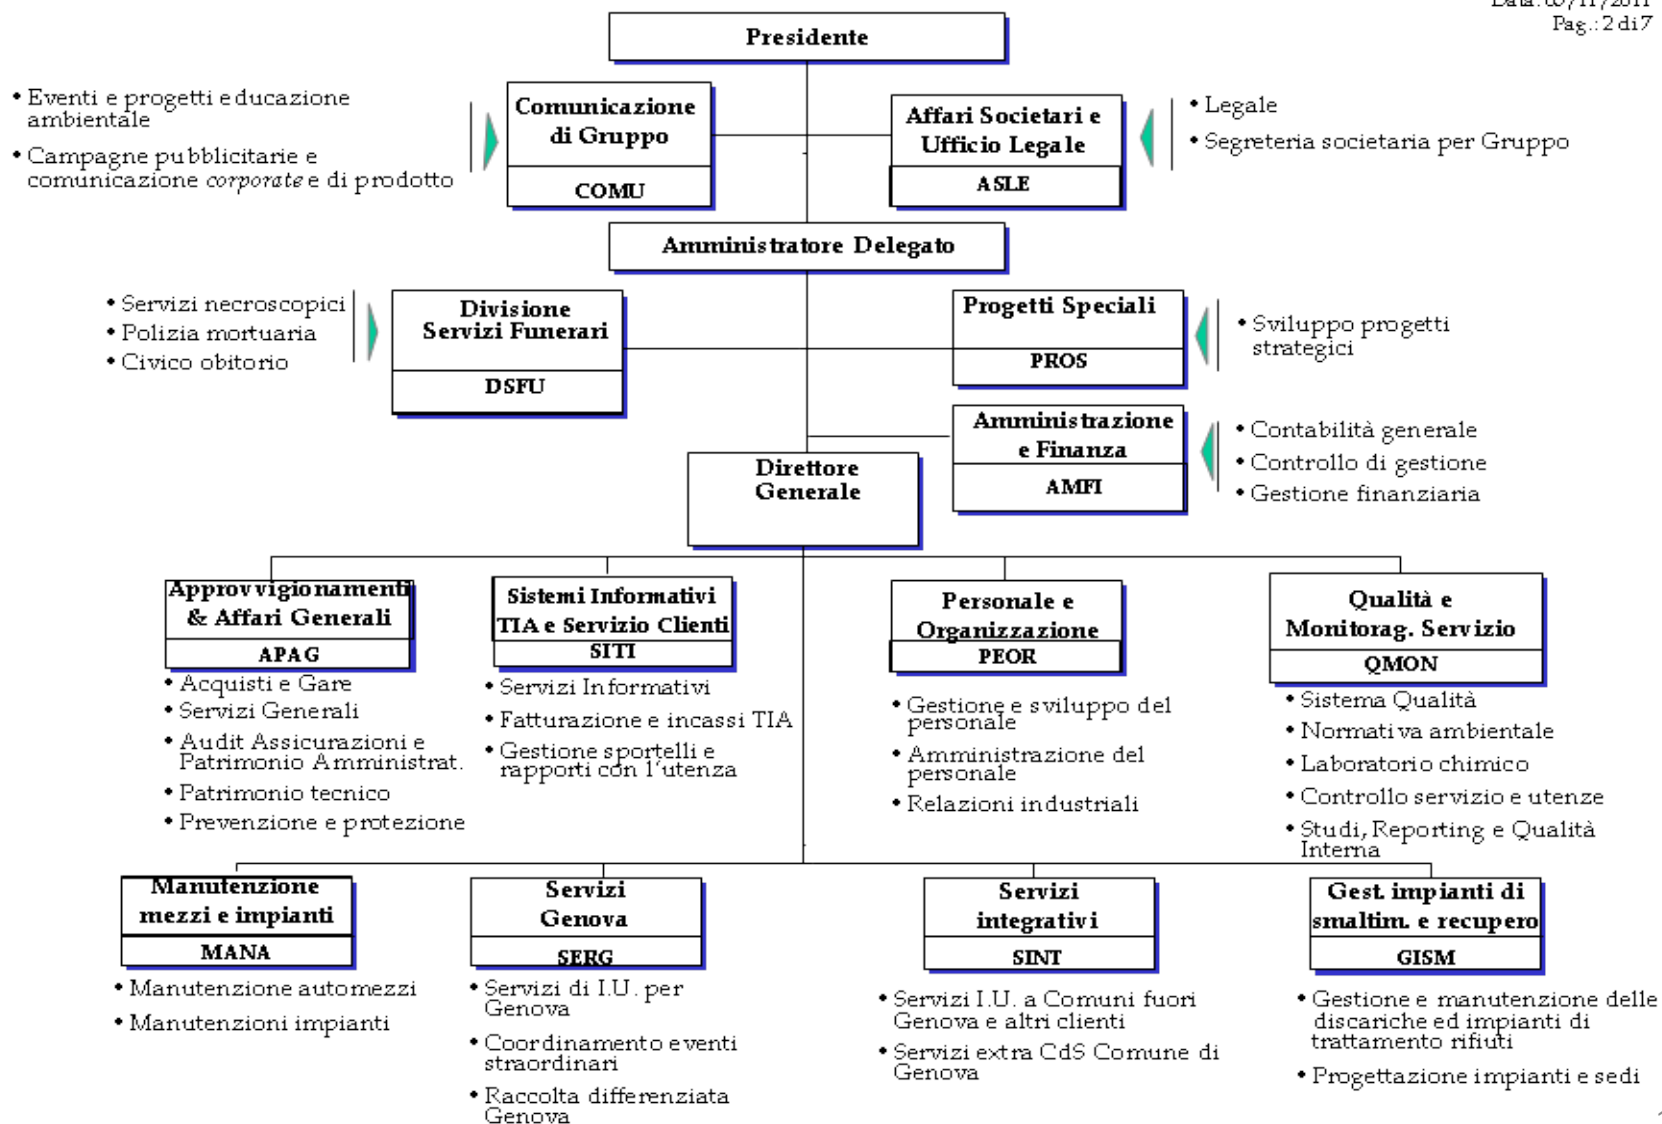 Pag.: 2 di 7
Presidente
• Eventi e progetti educazione
ambientale
• Campagne pubblicitarie e
comunicazione corporate e di prodotto
Comunicazione
di Gruppo
COMU
Affari Societari e
Ufficio Legale
ASLE
• Legale
• Segreteria societaria per Gruppo
Amministratore Delegato
• Servizi necroscopici
• Polizia mortuaria
• Civico obitorio
Divisione
Servizi Funerari
DSFU
Progetti Speciali
PROS
• Sviluppo progetti
strategici
Amministrazione
e Finanza
AMFI
• Contabilità generale
• Controllo di gestione
• Gestione finanziaria
Direttore
Generale
Approvvigionamenti
& Affari Generali
APAG
• Acquisti e Gare
• Servizi Generali
• Audit Assicurazioni e
Patrimonio Amministrat.
• Patrimonio tecnico
• Prevenzione e protezione
Sistemi Informativi
TIA e Servizio Clienti
SITI
• Servizi Informativi
• Fatturazione e incassi TIA
• Gestione sportelli e
rapporti con l'utenza
Personale e
Organizzazione
PEOR
• Gestione e sviluppo del
personale
• Amministrazione del
personale
• Relazioni industriali
Qualità e
Monitorag. Servizio
QMON
• Sistema Qualità
• Normativa ambientale
• Laboratorio chimico
• Controllo servizio e utenze
• Studi, Reporting e Qualità
Interna
Manutenzione
mezzi e impianti
MANA
• Manutenzione automezzi
• Manutenzioni impianti
Servizi
Genova
SERG
• Servizi di I.U. per
Genova
• Coordinamento eventi
straordinari
• Raccolta differenziata
Genova
Servizi
integrativi
SINT
• Servizi I.U. a Comuni fuori
Genova e altri clienti
• Servizi extra CdS Comune di
Genova
Gest. impianti di
smaltim. e recupero
GISM
• Gestione e manutenzione delle
discariche ed impianti di
trattamento rifiuti
• Progettazione impianti e sedi